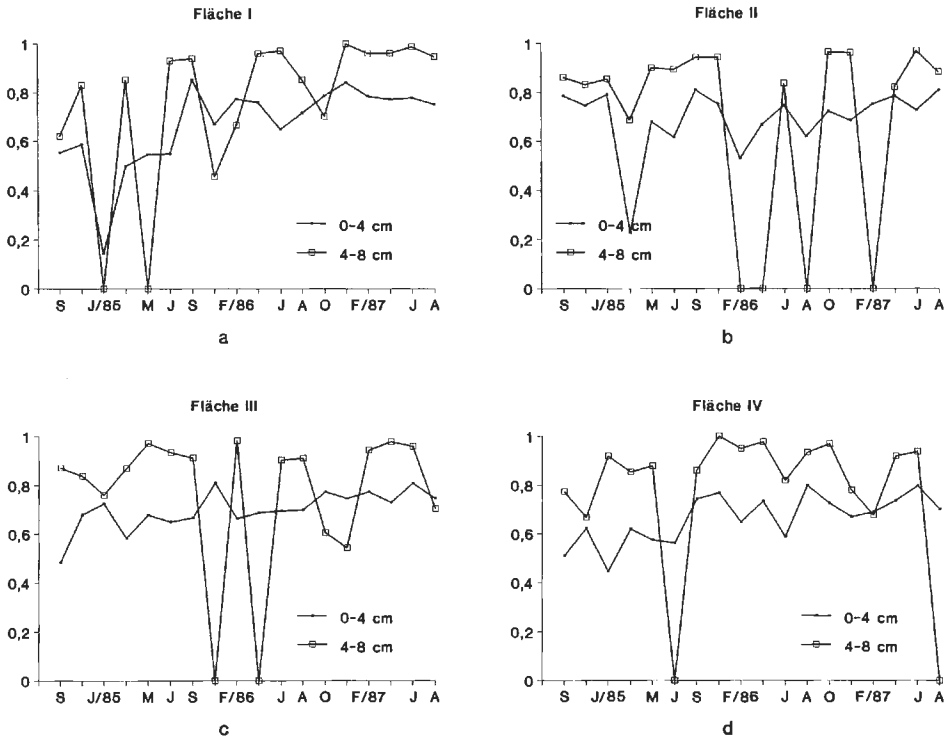 Fläche I
1
0,8
0,6
0,4
0,2
0
0-4 cm
4-8 cm
S J/85 M J S F/86 J A O F/87 J A
a
Fläche II
1
0,8
0,6
0,4
0,2
0
0-4 cm
4-8 cm
S J/85 M J S F/86 J A O F/87 J A
b
Fläche III
1
0,8
0,6
0,4
0,2
0
0-4 cm
4-8 cm
S J/85 M J S F/86 J A O F/87 J A
c
Fläche IV
1
0,8
0,6
0,4
0,2
0
0-4 cm
4-8 cm
S J/85 M J S F/86 J A O F/87 J A
d